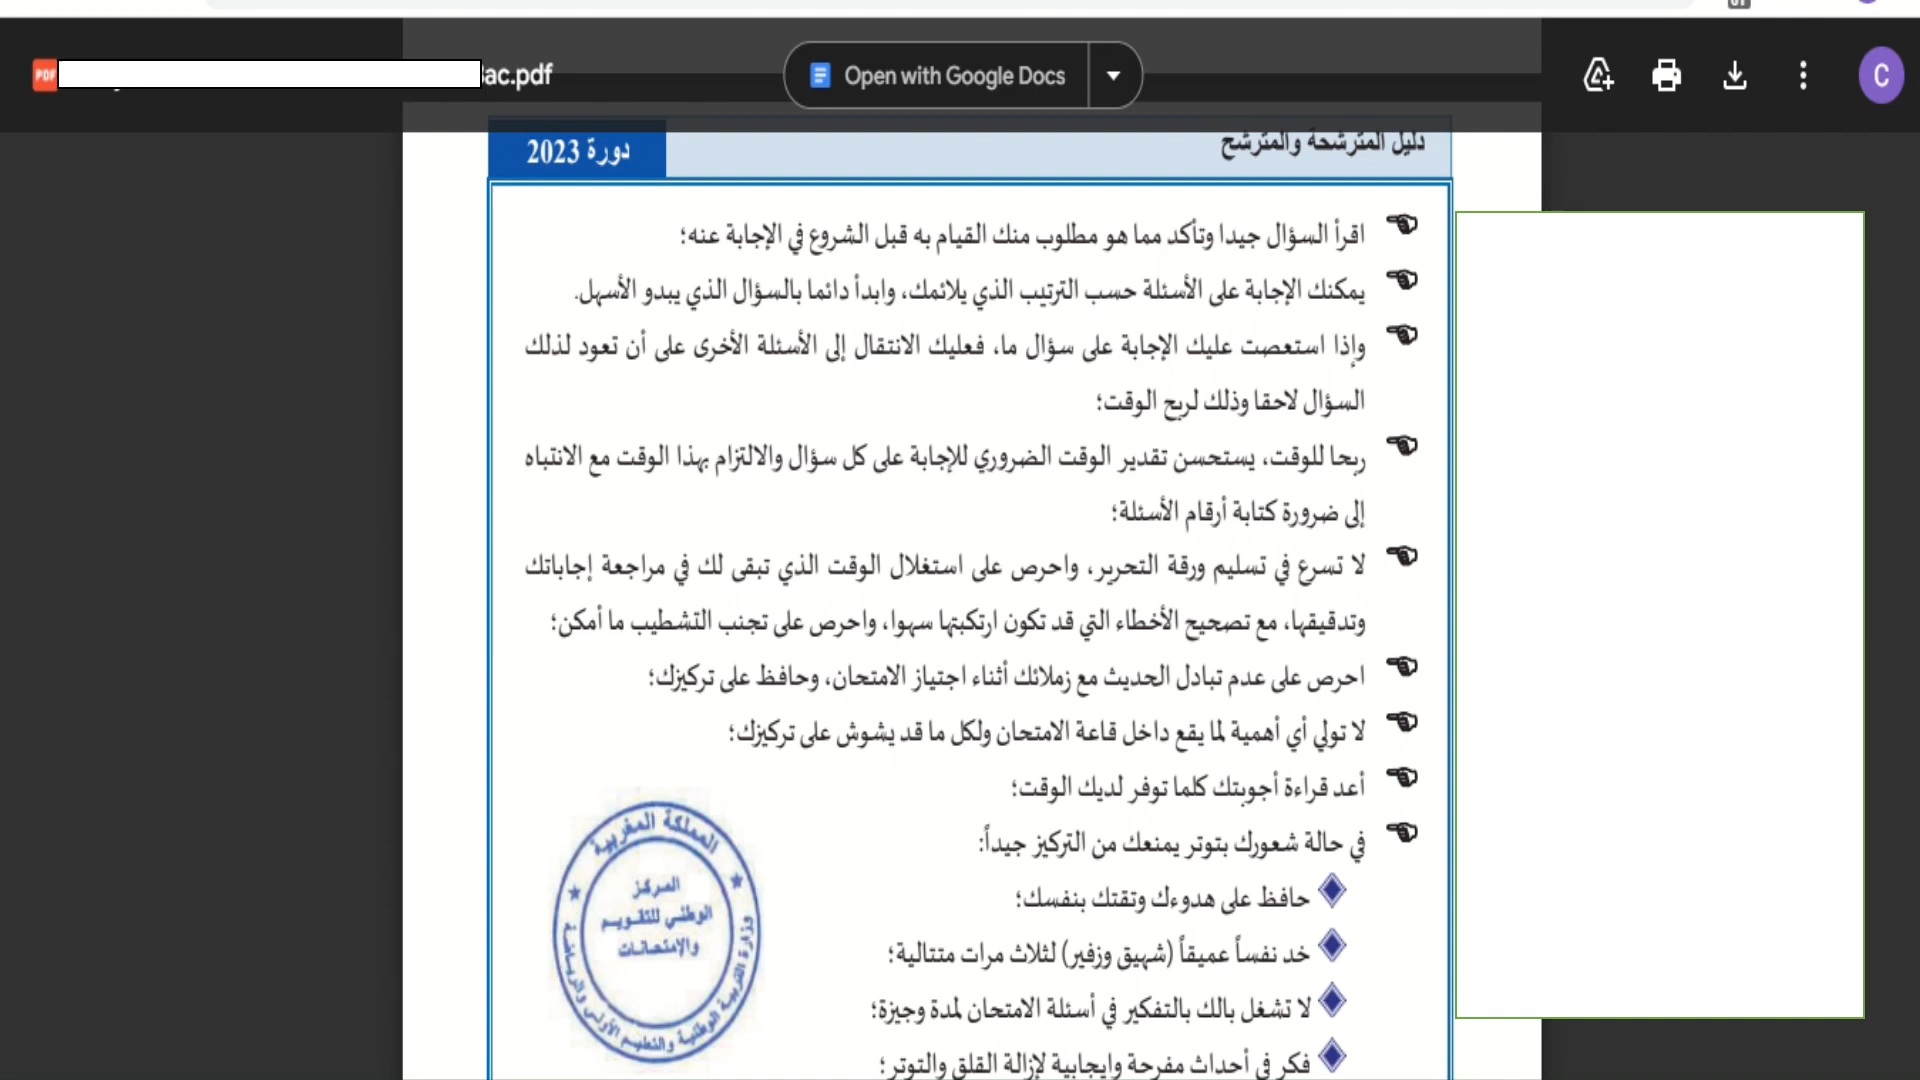 ac.pdf
Open with Google Docs
C
دليل المترشحة والمترشح
دورة 2023
اقرأ السؤال جيدا وتأكد مما هو مطلوب منك القيام به قبل الشروع في الإجابة عنه؛
يمكنك الإجابة على الأسئلة حسب الترتيب الذي يلائمك، وابدأ دائما بالسؤال الذي يبدو الأسهل.
وإذا استعصت عليك الإجابة على سؤال ما، فعليك الانتقال إلى الأسئلة الأخرى على أن تعود لذلك
السؤال لاحقا وذلك لربح الوقت؛
ربحا للوقت، يستحسن تقدير الوقت الضروري للإجابة على كل سؤال والالتزام بهذا الوقت مع الانتباه
إلى ضرورة كتابة أرقام الأسئلة؛
لا تسرع في تسليم ورقة التحرير، واحرص على استغلال الوقت الذي تبقى لك في مراجعة إجاباتك
وتدقيقها، مع تصحيح الأخطاء التي قد تكون ارتكبتها سهوا، واحرص على تجنب التشطيب ما أمكن؛
احرص على عدم تبادل الحديث مع زملائك أثناء اجتياز الامتحان، وحافظ على تركيزك؛
لا تولي أي أهمية لما يقع داخل قاعة الامتحان ولكل ما قد يشوش على تركيزك؛
أعد قراءة أجوبتك كلما توفر لديك الوقت؛
في حالة شعورك بتوتر يمنعك من التركيز جيداً:
حافظ على هدوءك وتقتك بنفسك؛
خد نفساً عميقاً (شهيق وزفير) لثلاث مرات متتالية؛
لا تشغل بالك بالتفكير في أسئلة الامتحان لمدة وجيزة؛
فكر في أحداث مفرحة وايجابية لإزالة القلق والتوتر؛
المملكة المغربية
المركز
الوطني للتقويم
والامتحانات
وزارة التربية الوطنية والتعليم الأولي والرياضة